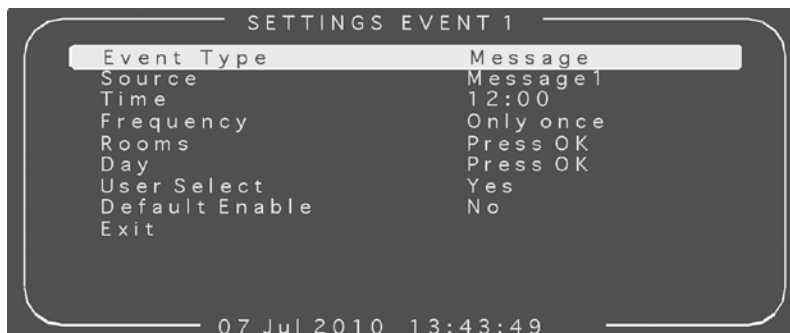 SETTINGS EVENT 1
Event Type Message
Source Message1
Time 12:00
Frequency Only once
Rooms Press OK
Day Press OK
User Select Yes
Default Enable No
Exit
07 Jul 2010 13:43:49